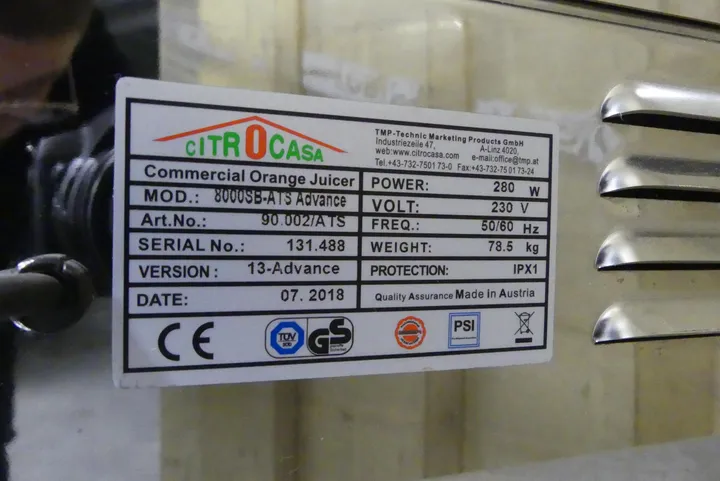 CITROCASA
TMP-Technic Marketing Products GmbH
Industriezeile 47, A-Linz 4020,
web:www.citrocasa.com e-mail:office@tmp.at
Tel.+43-732-7501 73-0 Fax:+43-732-7501 73-24
Commercial Orange Juicer
MOD.: 8000SB-ATS Advance
Art.No.: 90.002/ATS
SERIAL No.: 131.488
VERSION : 13-Advance
DATE: 07. 2018
POWER: 280 W
VOLT: 230 V
FREQ.: 50/60 Hz
WEIGHT: 78.5 kg
PROTECTION: IPX1
Quality Assurance Made in Austria
CE
TÜV
GS
PSI